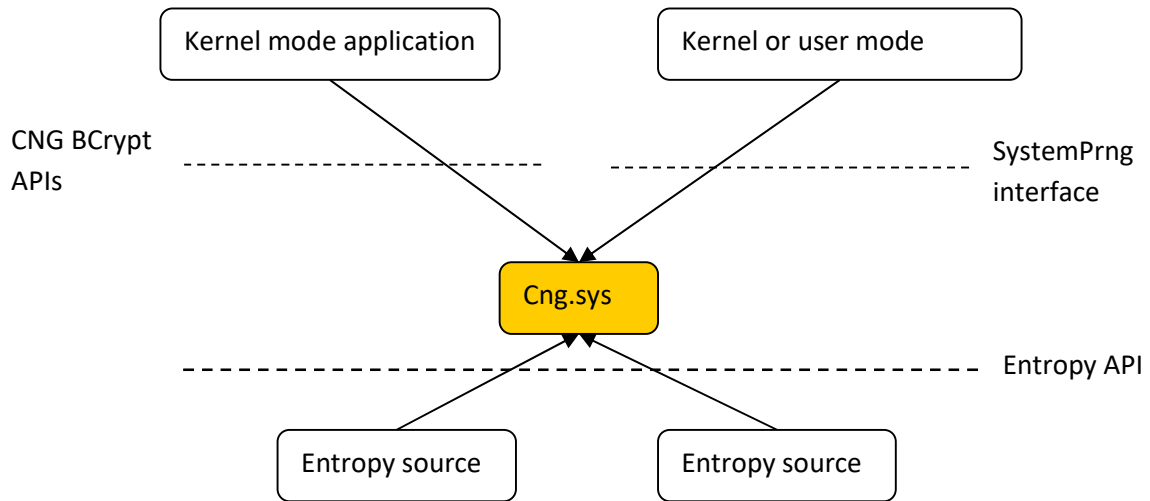 Kernel mode application
Kernel or user mode
CNG BCrypt
APIs
SystemPrng
interface
Cng.sys
Entropy API
Entropy source
Entropy source